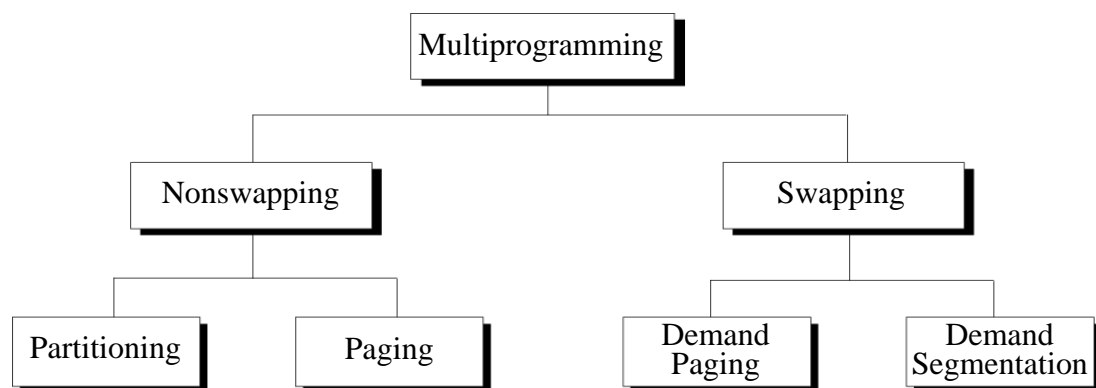 Multiprogramming
Nonswapping
Swapping
Partitioning
Paging
Demand
Paging
Demand
Segmentation